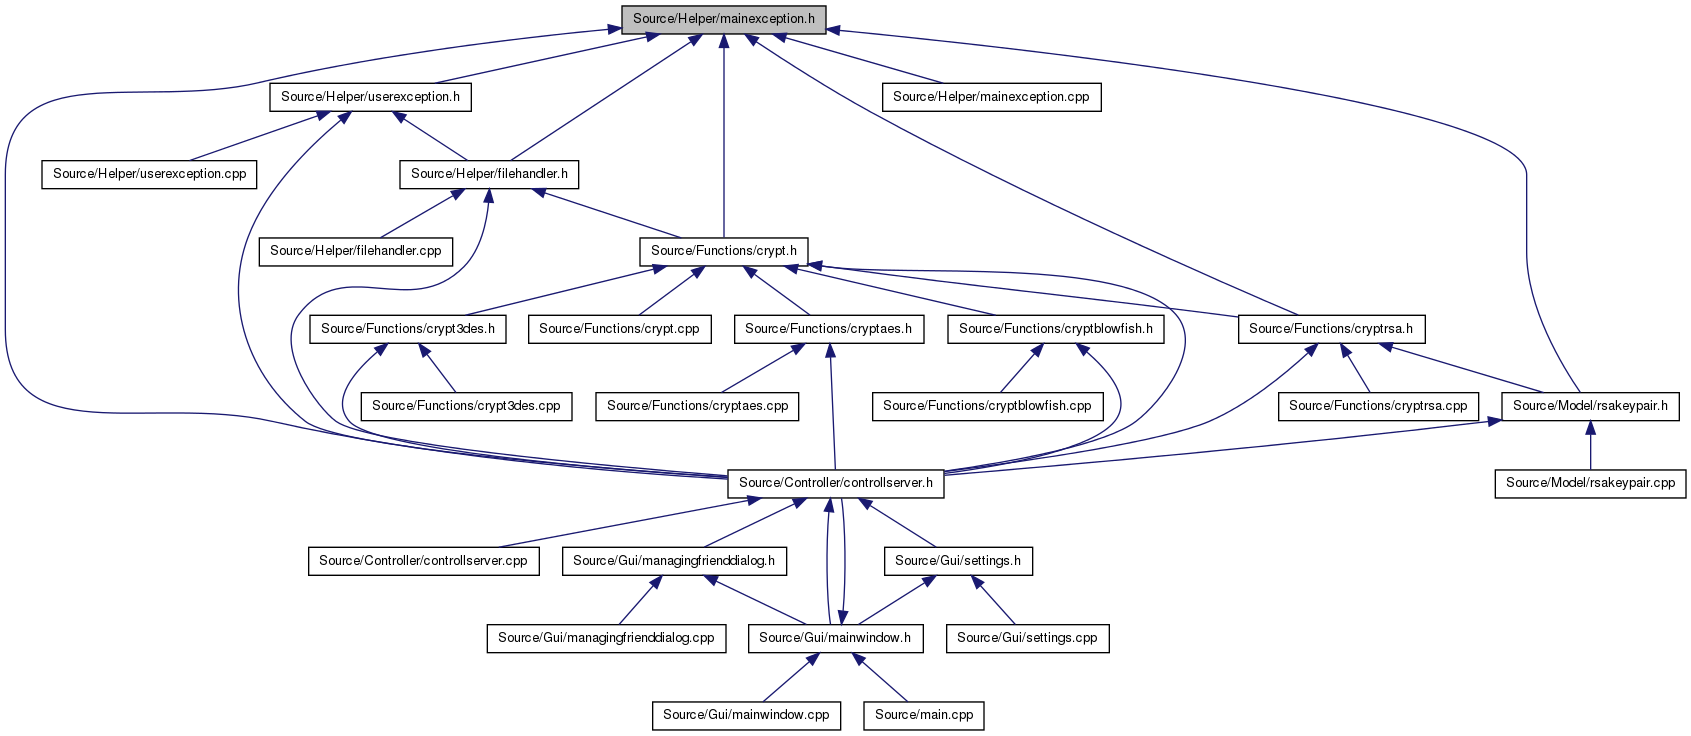 Source/Helper/mainexception.h
Source/Helper/userexception.h
Source/Helper/mainexception.cpp
Source/Helper/userexception.cpp
Source/Helper/filehandler.h
Source/Helper/filehandler.cpp
Source/Functions/crypt.h
Source/Functions/crypt3des.h
Source/Functions/crypt.cpp
Source/Functions/cryptaes.h
Source/Functions/cryptblowfish.h
Source/Functions/cryptrsa.h
Source/Functions/crypt3des.cpp
Source/Functions/cryptaes.cpp
Source/Functions/cryptblowfish.cpp
Source/Functions/cryptrsa.cpp
Source/Model/rsakeypair.h
Source/Controller/controllserver.h
Source/Model/rsakeypair.cpp
Source/Controller/controllserver.cpp
Source/Gui/managingfrienddialog.h
Source/Gui/settings.h
Source/Gui/managingfrienddialog.cpp
Source/Gui/mainwindow.h
Source/Gui/settings.cpp
Source/Gui/mainwindow.cpp
Source/main.cpp